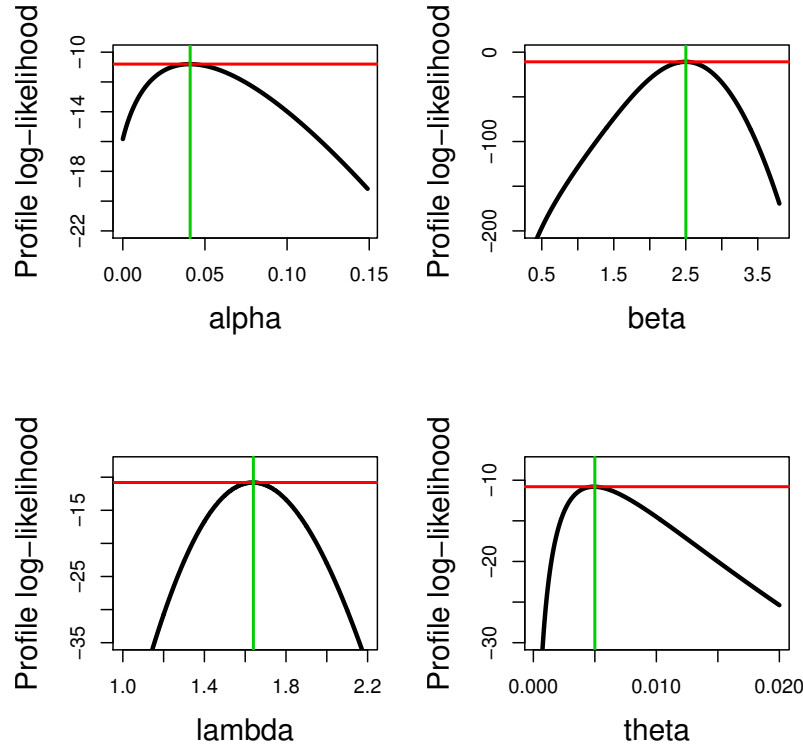 Profile log−likelihood
−10
−14
−18
−22
0.00 0.05 0.10 0.15
alpha
Profile log−likelihood
0
−100
−200
0.5 1.5 2.5 3.5
beta
Profile log−likelihood
−15
−25
−35
1.0 1.4 1.8 2.2
lambda
Profile log−likelihood
−10
−20
−30
0.000 0.010 0.020
theta